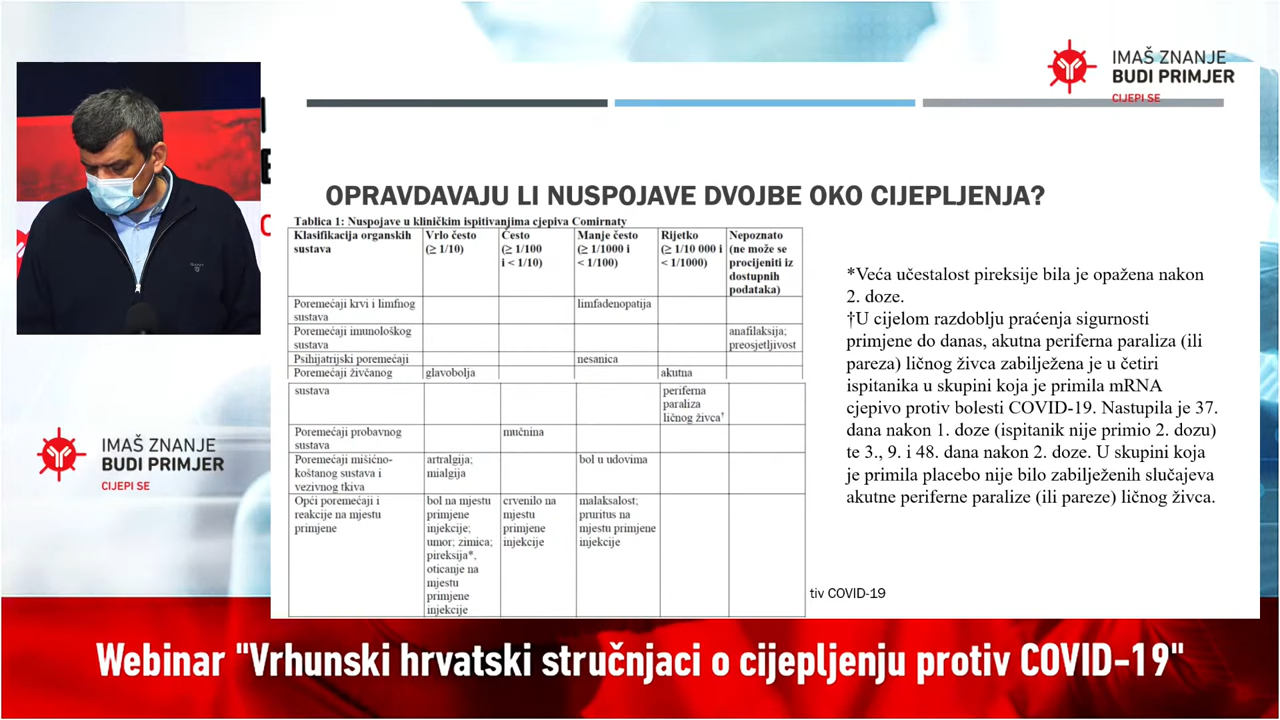 IMAŠ ZNANJE
BUDI PRIMJER
CIJEPI SE
OPRAVDAVAJU LI NUSPOJAVE DVOJBE OKO CIJEPLJENJA?
Tablica 1: Nuspojave u kliničkim ispitivanjima cjepiva Comirnaty
Klasifikacija organskih sustava
Vrlo često (≥ 1/10)
Često (≥ 1/100 i < 1/10)
Manje često (≥ 1/1000 i < 1/100)
Rijetko (≥ 1/10 000 i < 1/1000)
Nepoznato (ne može se procijeniti iz dostupnih podataka)
Poremećaji krvi i limfnog sustava
limfadenopatija
Poremećaji imunološkog sustava
anafilaksija; preosjetljivost
Psihijatrijski poremećaji
nesanica
Poremećaji živčanog
glavobolja
akutna
sustava
periferna paraliza ličnog živca†
Poremećaji probavnog sustava
mučnina
Poremećaji mišićno-koštanog sustava i vezivnog tkiva
artralgija; mialgija
bol u udovima
Opći poremećaji i reakcije na mjestu primjene
bol na mjestu primjene injekcije; umor; zimica; pireksija*, oticanje na mjestu primjene injekcije
crvenilo na mjestu primjene injekcije
malaksalost; pruritus na mjestu primjene injekcije
*Veća učestalost pireksije bila je opažena nakon
2. doze.
†U cijelom razdoblju praćenja sigurnosti
primjene do danas, akutna periferna paraliza (ili
pareza) ličnog živca zabilježena je u četiri
ispitanika u skupini koja je primila mRNA
cjepivo protiv bolesti COVID-19. Nastupila je 37.
dana nakon 1. doze (ispitanik nije primio 2. dozu)
te 3., 9. i 48. dana nakon 2. doze. U skupini koja
je primila placebo nije bilo zabilježenih slučajeva
akutne periferne paralize (ili pareze) ličnog živca.
tiv COVID-19
IMAŠ ZNANJE
BUDI PRIMJER
CIJEPI SE
Webinar "Vrhunski hrvatski stručnjaci o cijepljenju protiv COVID-19"